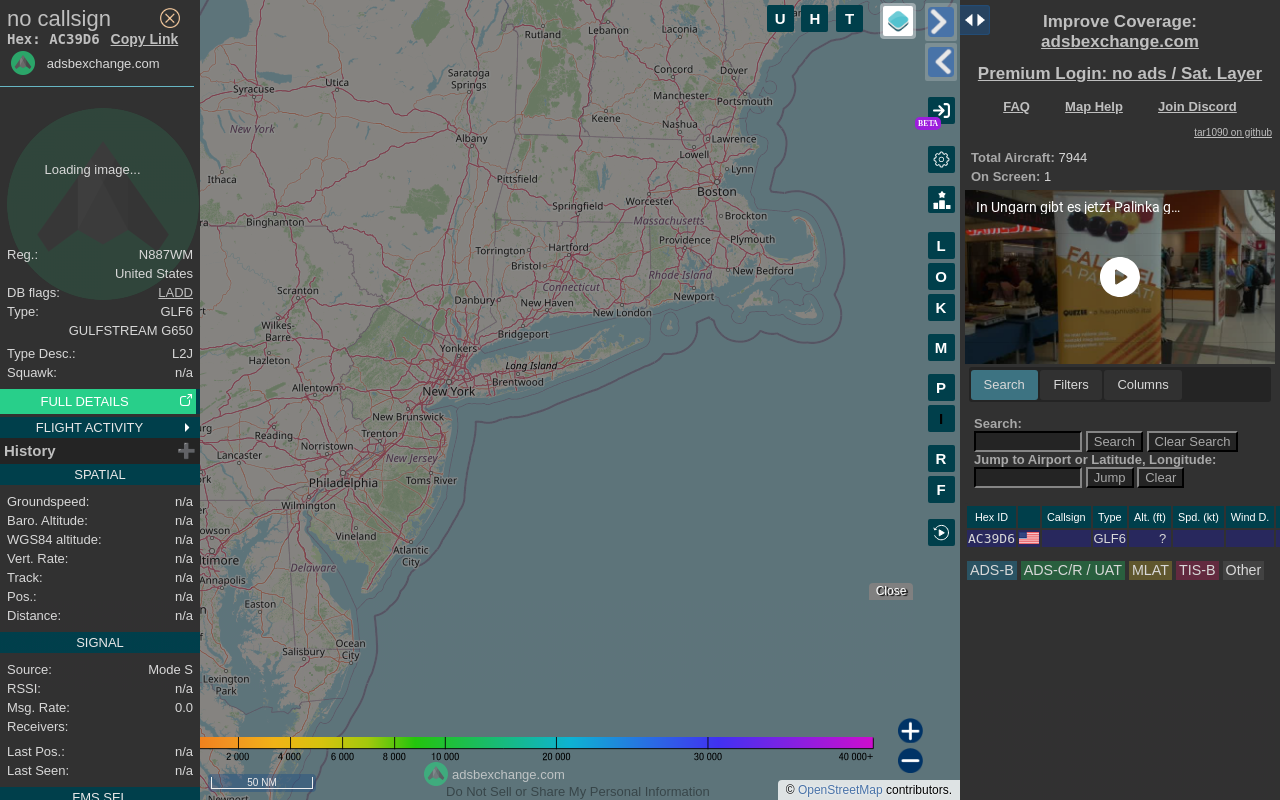 no callsign
Hex: AC39D6 Copy Link
adsbexchange.com
Loading image...
Reg.: N887WM
United States
DB flags: LADD
Type: GLF6
GULFSTREAM G650
Type Desc.: L2J
Squawk: n/a
FULL DETAILS
FLIGHT ACTIVITY
History
SPATIAL
Groundspeed: n/a
Baro. Altitude: n/a
WGS84 altitude: n/a
Vert. Rate: n/a
Track: n/a
Pos.: n/a
Distance: n/a
SIGNAL
Source: Mode S
RSSI: n/a
Msg. Rate: 0.0
Receivers:
Last Pos.: n/a
Last Seen: n/a
FMS SEL
Rutland
Lebanon
Laconia
Saratoga
Springs
Concord
Dover
Utica
Syracuse
Manchester
Portsmouth
Keene
Nashua
New York
Albany
Lawrence
Lowell
Lynn
Ithaca
Pittsfield
Boston
Worcester
Springfield
Binghamton
Massachusetts
Brockton
Torrington
Hartford
Providence
Plymouth
Bristol
Rhode Island
New Bedford
Scranton
Connecticut
Danbury
New Haven
Newport
New London
Wilkes-
Barre
Bridgeport
Yonkers
Hazleton
Long Island
Brentwood
Allentown
New York
New Brunswick
Reading
Trenton
Norristown
Lancaster
New Jersey
Philadelphia
Toms River
Wilmington
Vineland
Atlantic
City
Annapolis
Delaware
Easton
Ocean
City
Salisbury
Lexington
Park
Newport
U H T
BETA
L
O
K
M
P
I
R
F
Close
2 000 4 000 6 000 8 000 10 000 20 000 30 000 40 000+
50 NM
adsbexchange.com
Do Not Sell or Share My Personal Information
© OpenStreetMap contributors.
Improve Coverage:
adsbexchange.com
Premium Login: no ads / Sat. Layer
FAQ Map Help Join Discord
tar1090 on github
Total Aircraft: 7944
On Screen: 1
In Ungarn gibt es jetzt Palinka g...
Search Filters Columns
Search:
Search Clear Search
Jump to Airport or Latitude, Longitude:
Jump Clear
Hex ID Callsign Type Alt. (ft) Spd. (kt) Wind D.
AC39D6 GLF6 ?
ADS-B ADS-C/R / UAT MLAT TIS-B Other